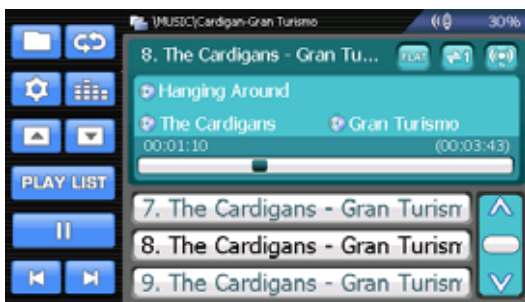 \MUSIC\Cardigan-Gran Turismo
30%
8. The Cardigans - Gran Tu...
FLAT
1
Hanging Around
The Cardigans
Gran Turismo
00:01:10
(00:03:43)
PLAY LIST
7. The Cardigans - Gran Turism
8. The Cardigans - Gran Turism
9. The Cardigans - Gran Turism